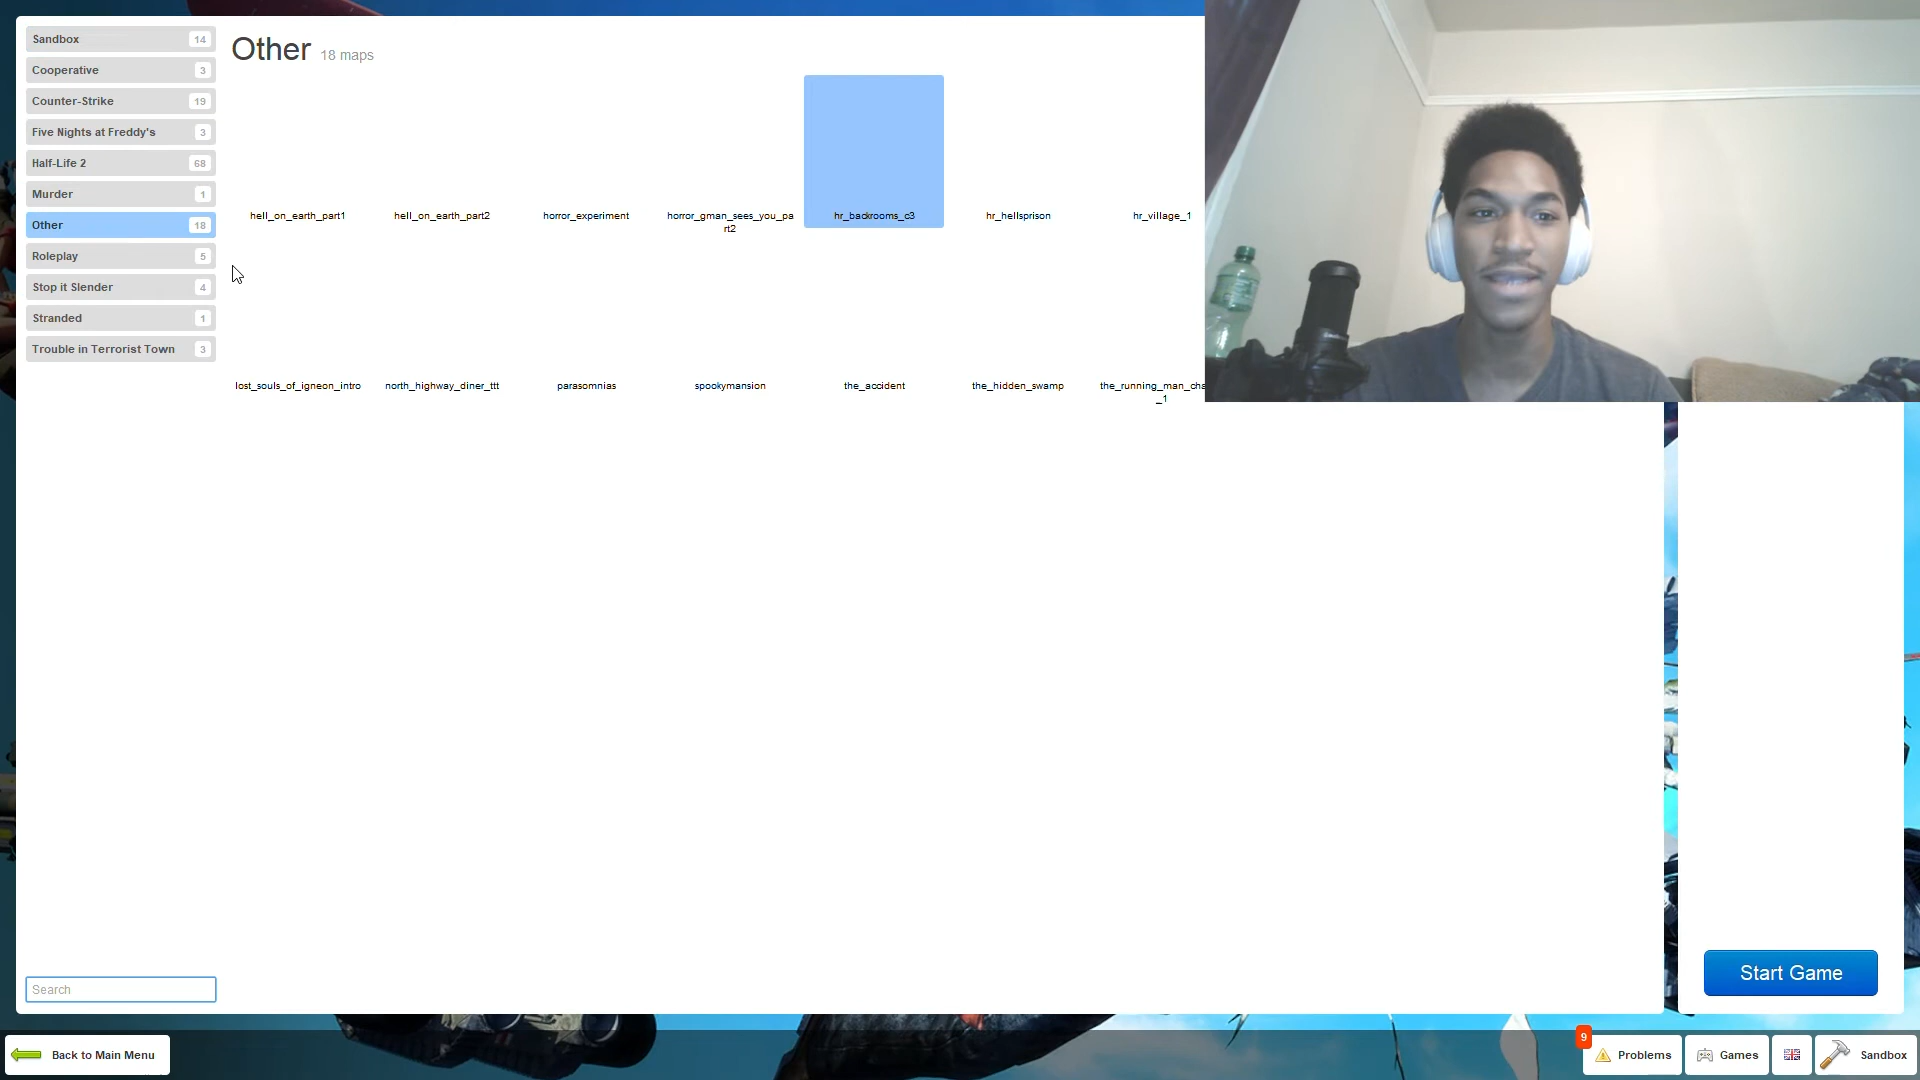 Sandbox 14
Cooperative 3
Counter-Strike 19
Five Nights at Freddy's 3
Half-Life 2 68
Murder 1
Other 18
Roleplay 5
Stop it Slender 4
Stranded 1
Trouble in Terrorist Town 3
Search
Other 18 maps
hell_on_earth_part1
hell_on_earth_part2
horror_experiment
horror_gman_sees_you_pa
rt2
hr_backrooms_c3
hr_hellsprison
hr_village_1
lost_souls_of_igneon_intro
north_highway_diner_ttt
parasomnias
spookymansion
the_accident
the_hidden_swamp
the_running_man_cha
_1
Start Game
Back to Main Menu
9
Problems
Games
Sandbox